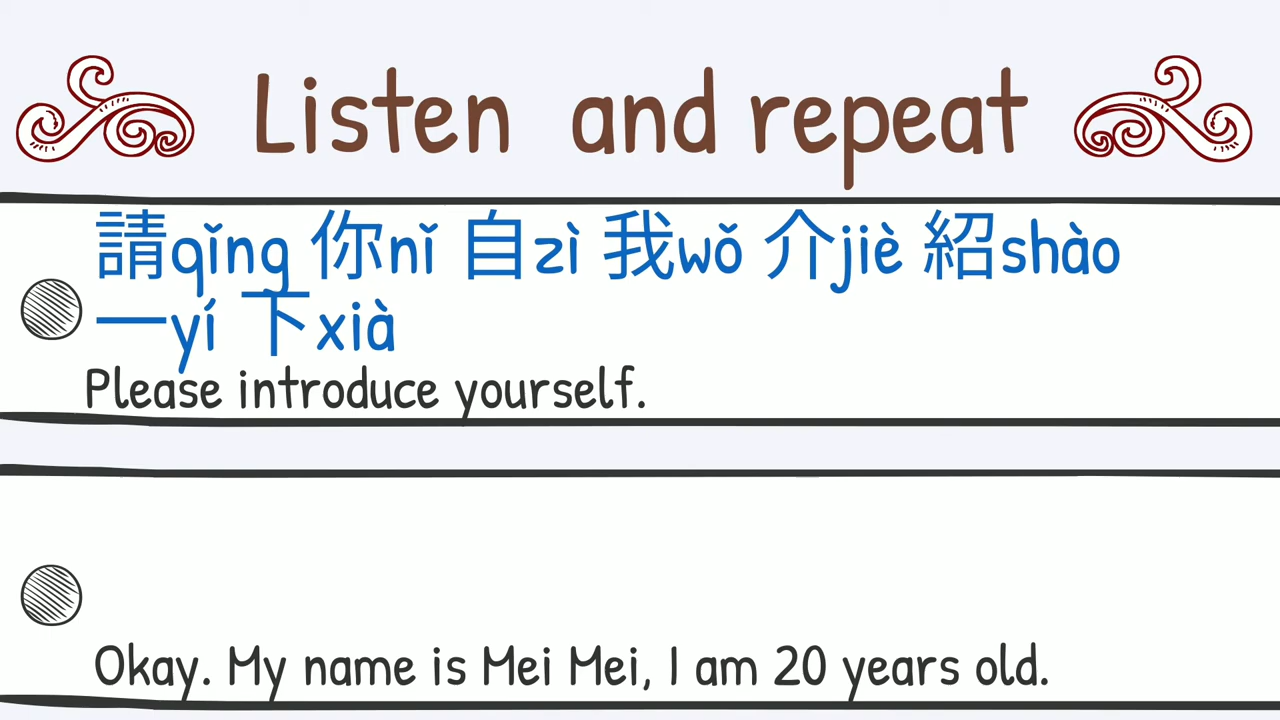 Listen and repeat
請qǐng 你nǐ 自zì 我wǒ 介jiè 紹shào
一yí 下xià
Please introduce yourself.
Okay. My name is Mei Mei, I am 20 years old.